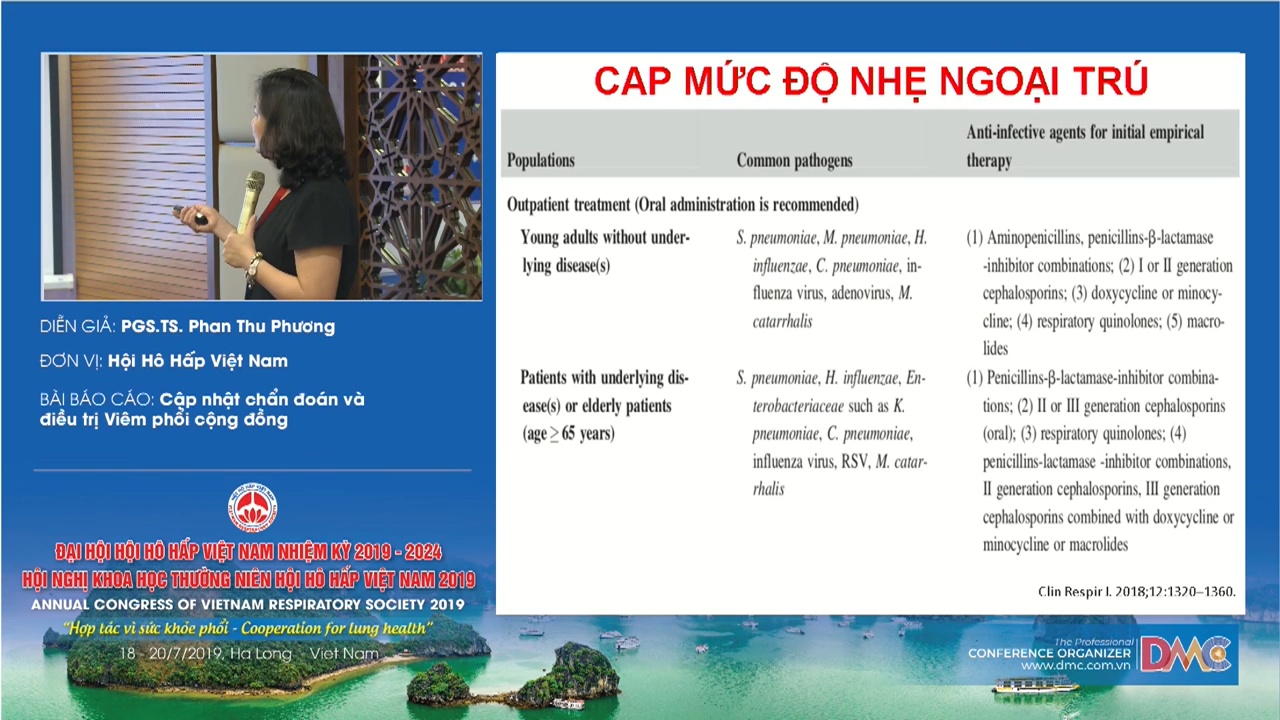 DIỄN GIẢ: PGS.TS. Phan Thu Phương
ĐƠN VỊ: Hội Hô Hấp Việt Nam
BÀI BÁO CÁO: Cập nhật chẩn đoán và
điều trị Viêm phổi cộng đồng
ĐẠI HỘI HỘI HÔ HẤP VIỆT NAM NHIỆM KỲ 2019 - 2024
HỘI NGHỊ KHOA HỌC THƯỜNG NIÊN HỘI HÔ HẤP VIỆT NAM 2019
ANNUAL CONGRESS OF VIETNAM RESPIRATORY SOCIETY 2019
“Hợp tác vì sức khỏe phổi - Cooperation for lung health”
18 - 20/7/2019, Ha Long Viet Nam
CAP MỨC ĐỘ NHẸ NGOẠI TRÚ
Populations
Common pathogens
Anti-infective agents for initial empirical
therapy
Outpatient treatment (Oral administration is recommended)
Young adults without under-
lying disease(s)
S. pneumoniae, M. pneumoniae, H.
influenzae, C. pneumoniae, in-
fluenza virus, adenovirus, M.
catarrhalis
(1) Aminopenicillins, penicillins-β-lactamase
-inhibitor combinations; (2) I or II generation
cephalosporins; (3) doxycycline or minocy-
cline; (4) respiratory quinolones; (5) macro-
lides
Patients with underlying dis-
ease(s) or elderly patients
(age ≥ 65 years)
S. pneumoniae, H. influenzae, En-
terobacteriaceae such as K.
pneumoniae, C. pneumoniae,
influenza virus, RSV, M. catar-
rhalis
(1) Penicillins-β-lactamase-inhibitor combina-
tions; (2) II or III generation cephalosporins
(oral); (3) respiratory quinolones; (4)
penicillins-lactamase -inhibitor combinations,
II generation cephalosporins, III generation
cephalosporins combined with doxycycline or
minocycline or macrolides
Clin Respir J. 2018;12:1320–1360.
The Professional
CONFERENCE ORGANIZER
www.dmc.com.vn
DMC